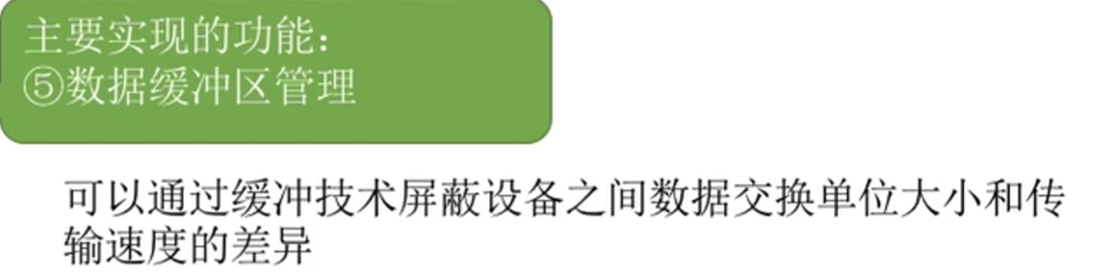 主要实现的功能：
⑤数据缓冲区管理
可以通过缓冲技术屏蔽设备之间数据交换单位大小和传
输速度的差异